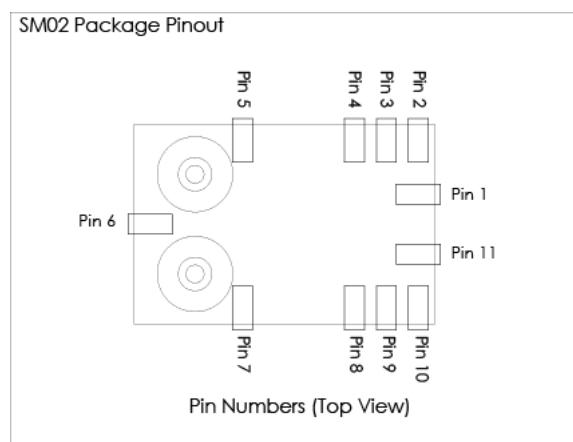 SM02 Package Pinout
Pin 5
Pin 4
Pin 3
Pin 2
Pin 1
Pin 6
Pin 11
Pin 7
Pin 8
Pin 9
Pin 10
Pin Numbers (Top View)